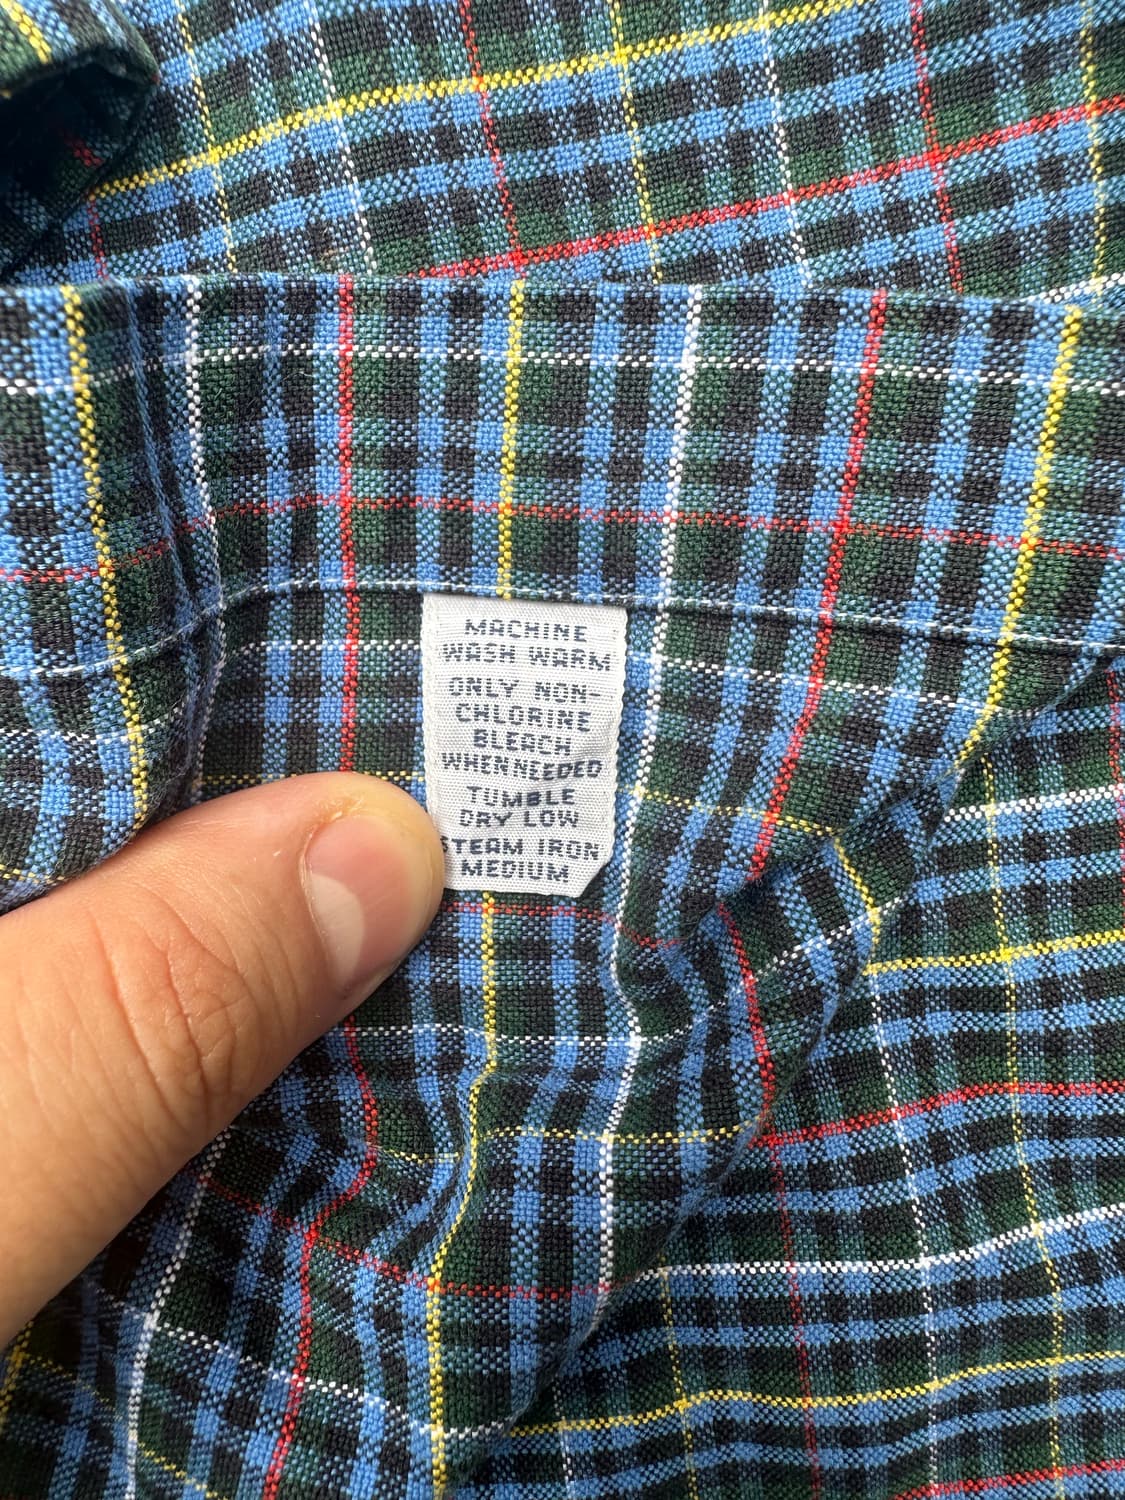 MACHINE
WASH WARM
ONLY NON-
CHLORINE
BLEACH
WHEN NEEDED
TUMBLE
DRY LOW
STEAM IRON
MEDIUM